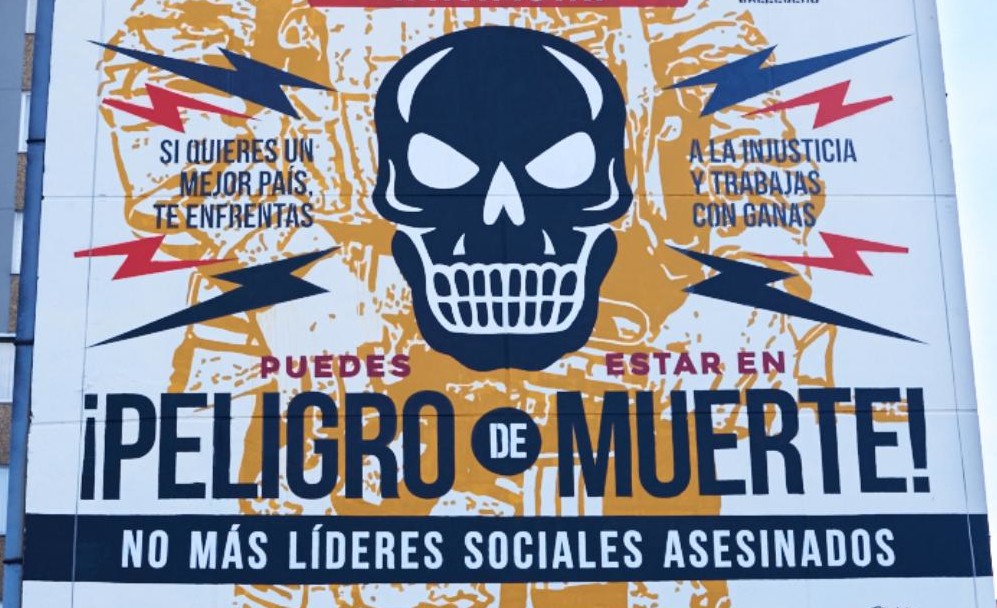 SI QUIERES UN
MEJOR PAÍS,
TE ENFRENTAS
A LA INJUSTICIA
Y TRABAJAS
CON GANAS
PUEDES ESTAR EN
¡PELIGRO DE MUERTE!
NO MÁS LÍDERES SOCIALES ASESINADOS